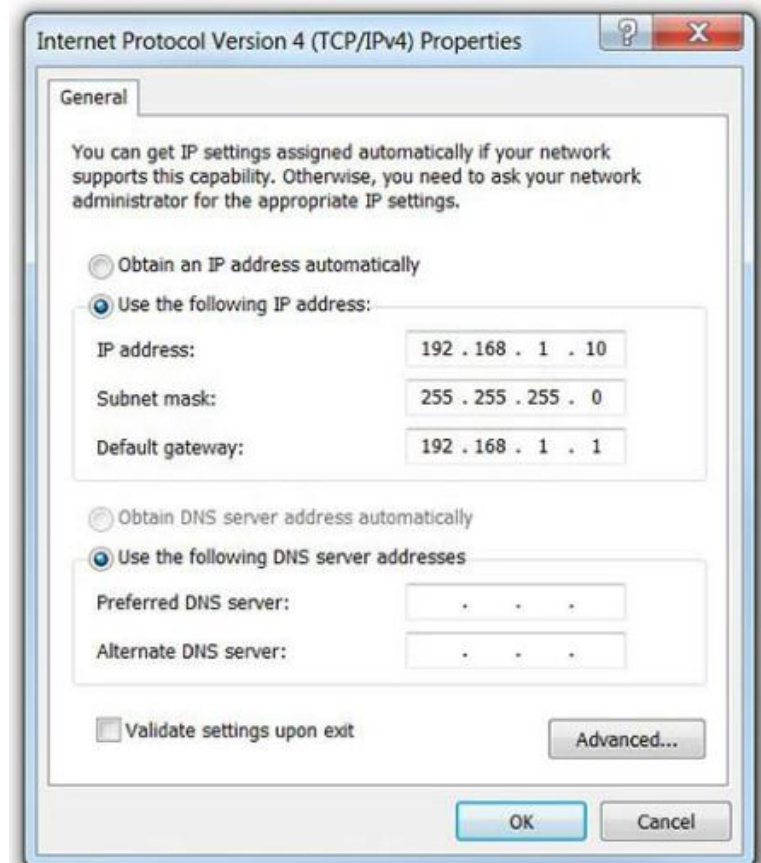 Internet Protocol Version 4 (TCP/IPv4) Properties
General
You can get IP settings assigned automatically if your network
supports this capability. Otherwise, you need to ask your network
administrator for the appropriate IP settings.
Obtain an IP address automatically
Use the following IP address:
IP address: 192 . 168 . 1 . 10
Subnet mask: 255 . 255 . 255 . 0
Default gateway: 192 . 168 . 1 . 1
Obtain DNS server address automatically
Use the following DNS server addresses
Preferred DNS server: . . .
Alternate DNS server: . . .
Validate settings upon exit
Advanced...
OK Cancel